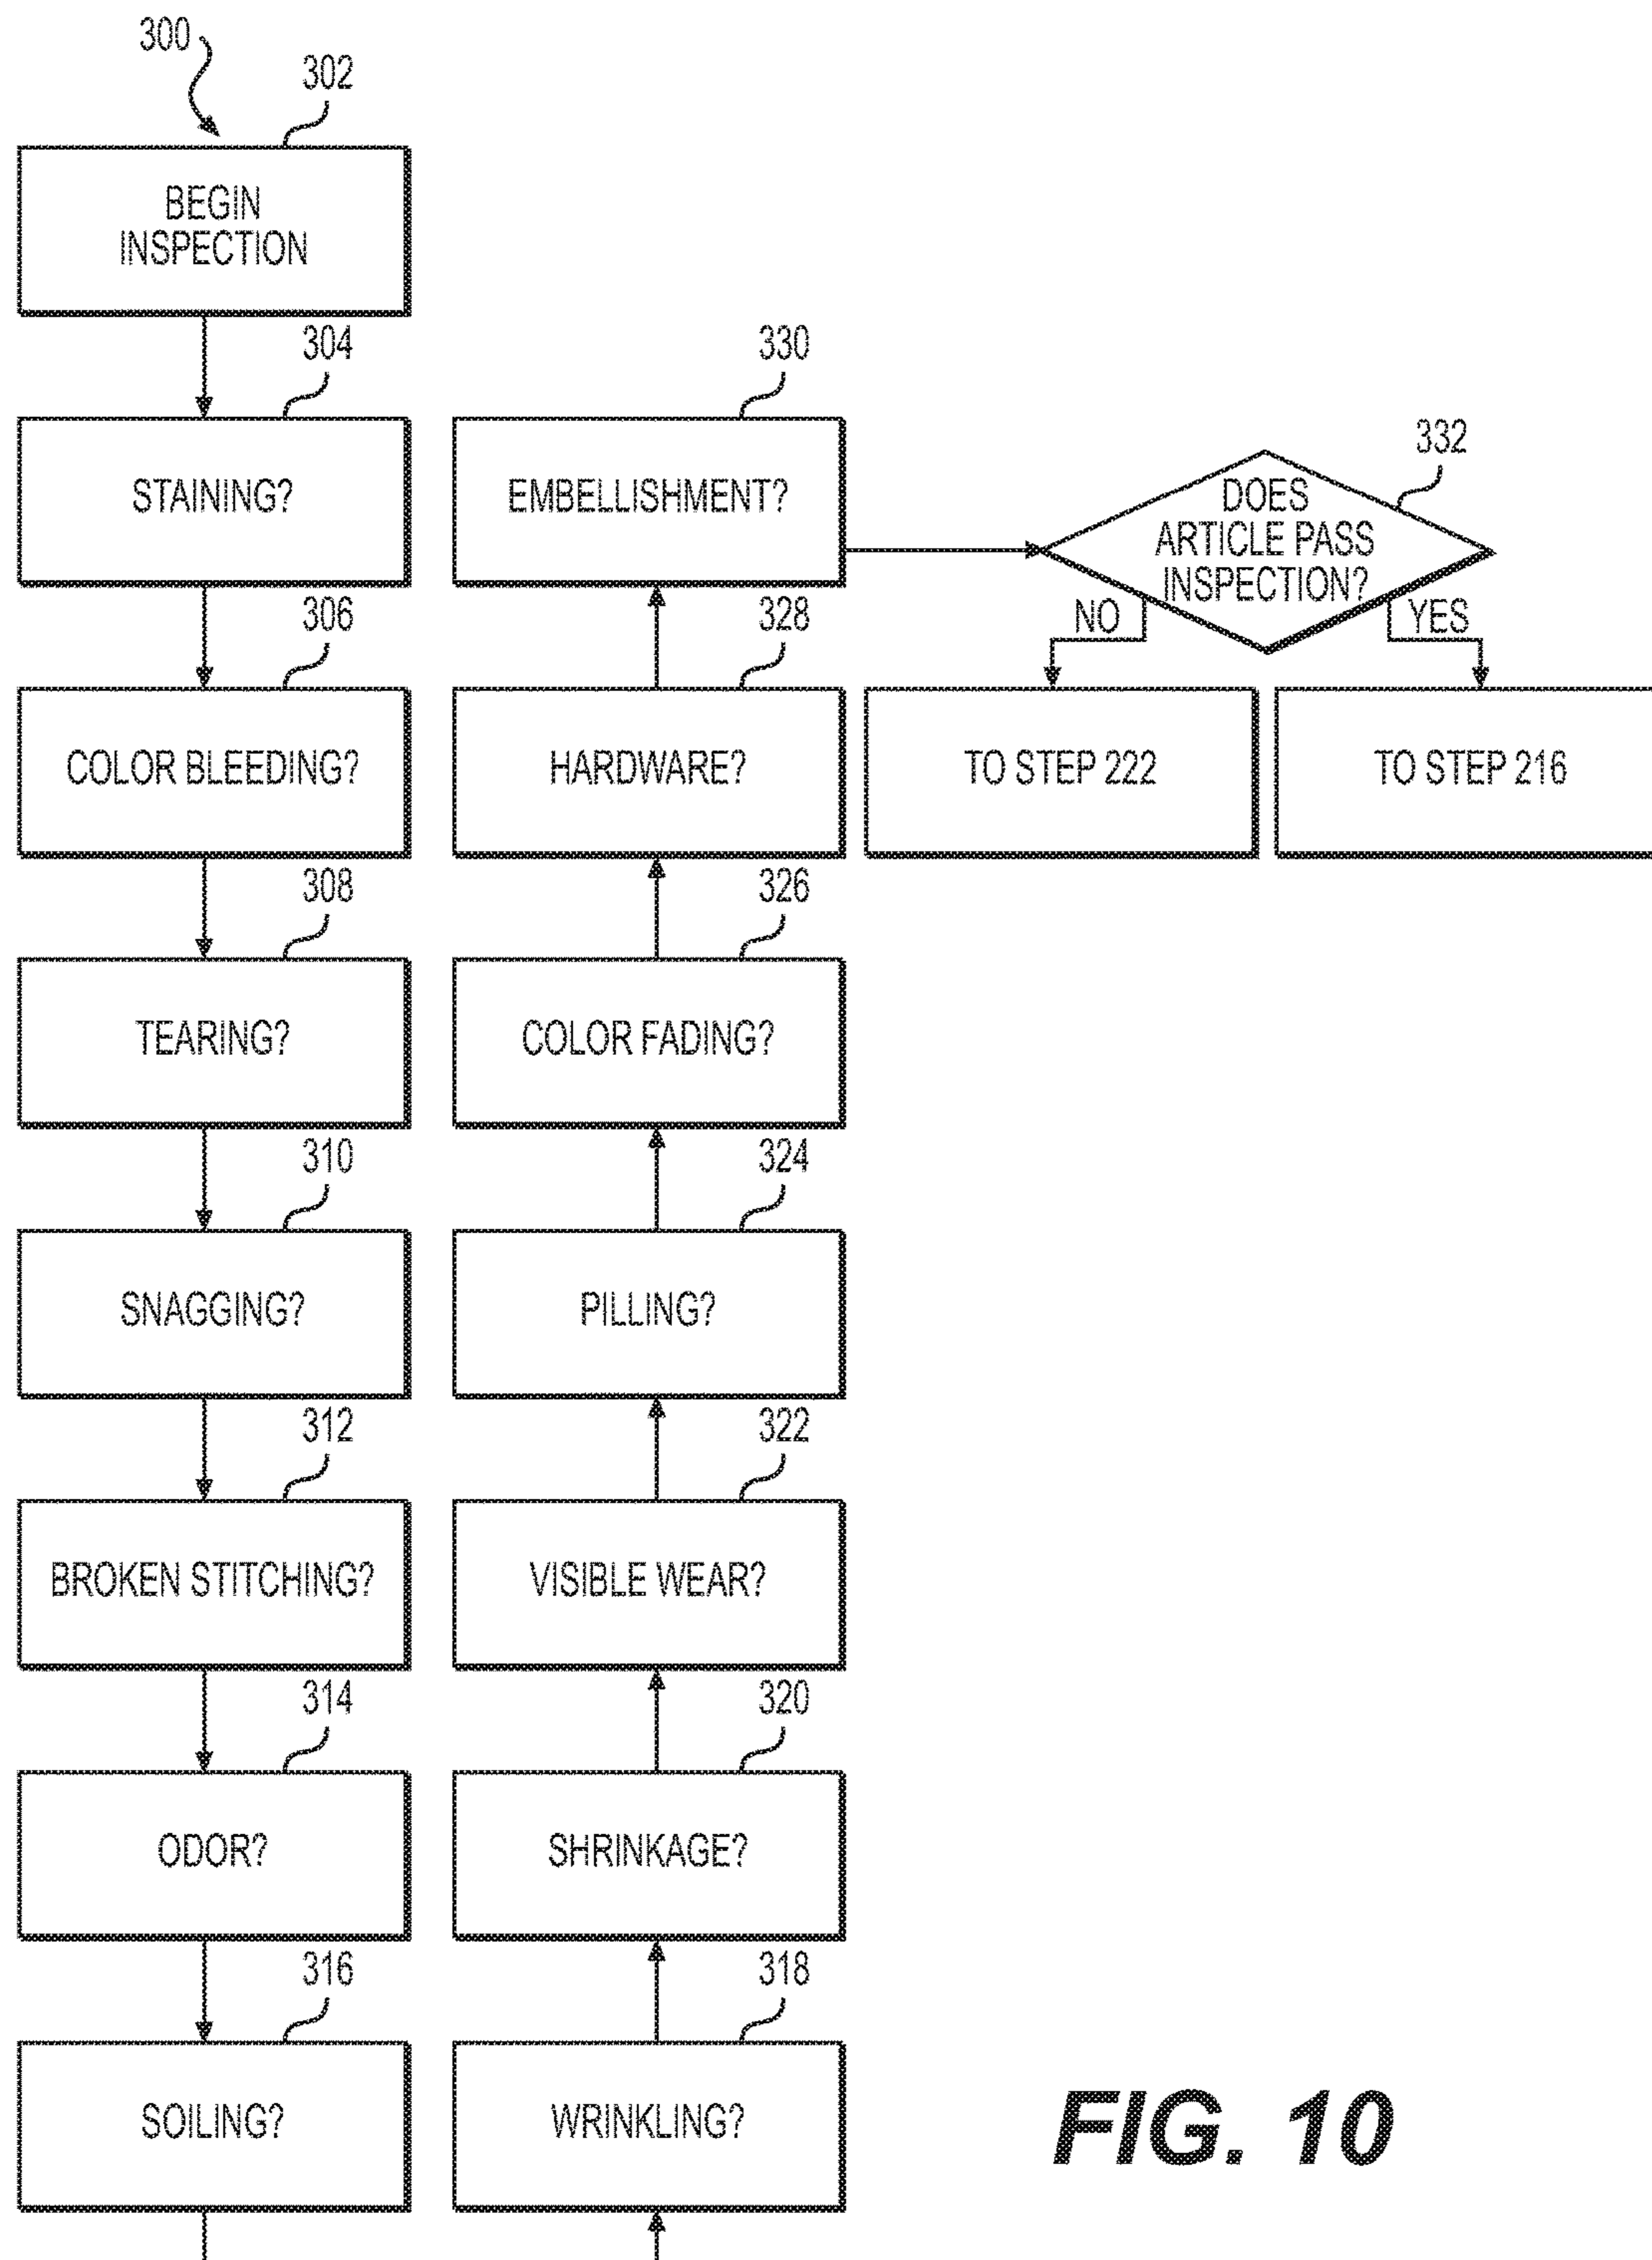 300
302
BEGIN
INSPECTION
304
STAINING?
306
COLOR BLEEDING?
308
TEARING?
310
SNAGGING?
312
BROKEN STITCHING?
314
ODOR?
316
SOILING?
318
WRINKLING?
320
SHRINKAGE?
322
VISIBLE WEAR?
324
PILLING?
326
COLOR FADING?
328
HARDWARE?
330
EMBELLISHMENT?
332
DOES
ARTICLE PASS
INSPECTION?
NO
YES
TO STEP 222
TO STEP 216
FIG. 10